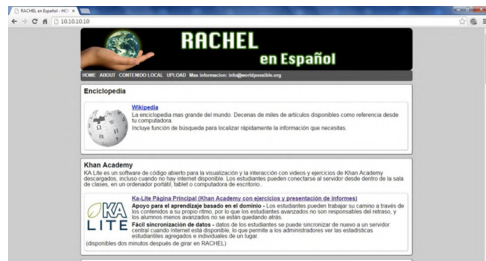 RACHEL en Español - MOD
10.10.10.10
RACHEL
en Español
HOME ABOUT CONTENIDO LOCAL UPLOAD Mas informacion: info@worldpossible.org
Enciclopedia
Wikipedia
La enciclopedia mas grande del mundo. Decenas de miles de artículos disponibles como referencia desde
tu computadora.
Incluye función de búsqueda para localizar rápidamente la información que necesitas.
Khan Academy
KA Lite es un software de código abierto para la visualización y la interacción con videos y ejercicios de Khan Academy
descargados, incluso cuando no hay internet disponible. Los estudiantes pueden conectarse al servidor desde dentro de la sala
de clases, en un ordenador portátil, tablet o computadora de escritorio.
KA
LITE
Ka-Lite Página Principal (Khan Academy con ejercicios y presentación de informes)
Apoyo para el aprendizaje basado en el dominio - Los estudiantes pueden trabajar su camino a través de
los contenidos a su propio ritmo, por lo que los estudiantes avanzados no son responsables del retraso, y
los alumnos menos avanzados no se están quedando atrás.
Fácil sincronización de datos - datos de los estudiantes se puede sincronizar de nuevo a un servidor
central cuando Internet está disponible, lo que permite a los administradores ver las estadísticas
estudiantiles agregados e individuales de un lugar.
(disponibles dos minutos después de girar en RACHEL)